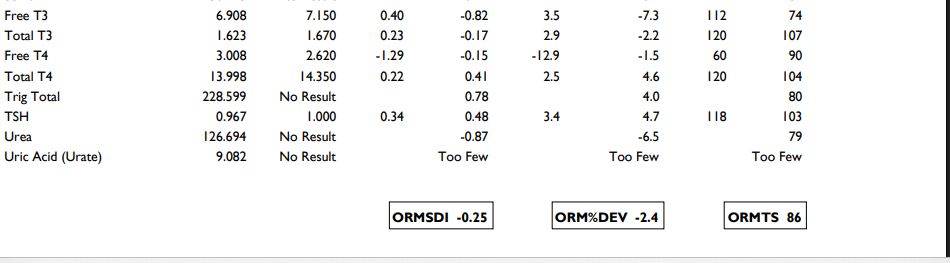 Free T3 6.908 7.150 0.40 -0.82 3.5 -7.3 112 74
Total T3 1.623 1.670 0.23 -0.17 2.9 -2.2 120 107
Free T4 3.008 2.620 -1.29 -0.15 -12.9 -1.5 60 90
Total T4 13.998 14.350 0.22 0.41 2.5 4.6 120 104
Trig Total 228.599 No Result 0.78 4.0 80
TSH 0.967 1.000 0.34 0.48 3.4 4.7 118 103
Urea 126.694 No Result -0.87 -6.5 79
Uric Acid (Urate) 9.082 No Result Too Few Too Few Too Few
ORMSDI -0.25 ORM%DEV -2.4 ORMTS 86